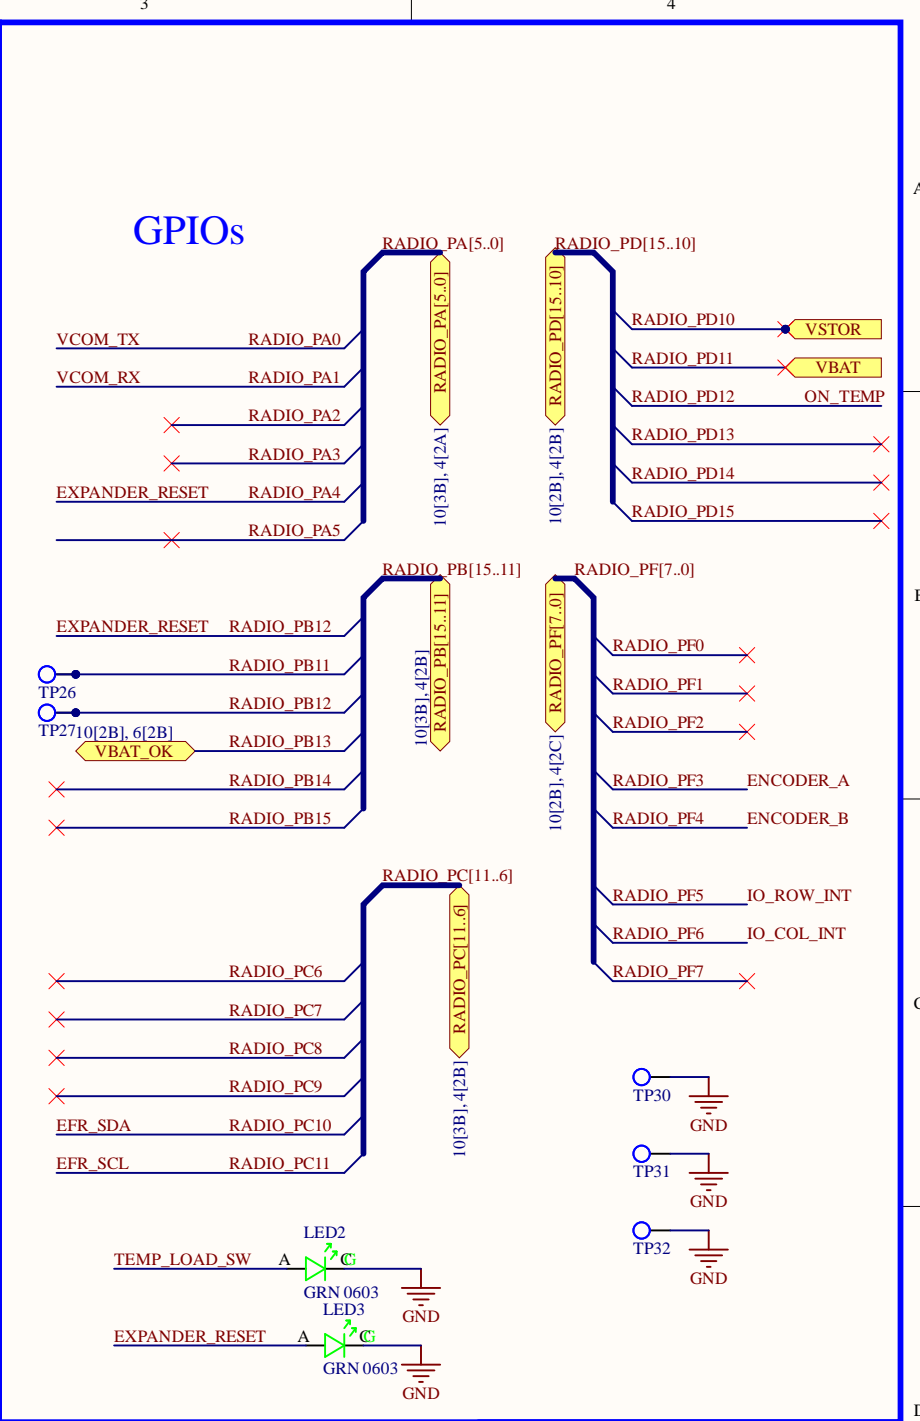 3
4
A
GPIOs
RADIO_PA[5..0]
RADIO_PA[5..0]
10[3B], 4[2A]
VCOM_TX RADIO_PA0
VCOM_RX RADIO_PA1
RADIO_PA2
RADIO_PA3
EXPANDER_RESET RADIO_PA4
RADIO_PA5
RADIO_PD[15..10]
RADIO_PD[15..10]
10[2B], 4[2B]
RADIO_PD10 VSTOR
RADIO_PD11 VBAT
RADIO_PD12 ON_TEMP
RADIO_PD13
RADIO_PD14
RADIO_PD15
RADIO_PB[15..11]
RADIO_PB[15..11]
10[3B], 4[2B]
EXPANDER_RESET RADIO_PB12
RADIO_PB11
TP26
RADIO_PB12
TP27
10[2B], 6[2B]
VBAT_OK RADIO_PB13
RADIO_PB14
RADIO_PB15
RADIO_PF[7..0]
RADIO_PF[7..0]
10[2B], 4[2C]
RADIO_PF0
RADIO_PF1
RADIO_PF2
RADIO_PF3 ENCODER_A
RADIO_PF4 ENCODER_B
RADIO_PF5 IO_ROW_INT
RADIO_PF6 IO_COL_INT
RADIO_PF7
RADIO_PC[11..6]
RADIO_PC[11..6]
10[3B], 4[2B]
RADIO_PC6
RADIO_PC7
RADIO_PC8
RADIO_PC9
EFR_SDA RADIO_PC10
EFR_SCL RADIO_PC11
TP30
GND
TP31
GND
TP32
GND
LED2
TEMP_LOAD_SW A C G
GRN 0603
GND
LED3
EXPANDER_RESET A C G
GRN 0603
GND